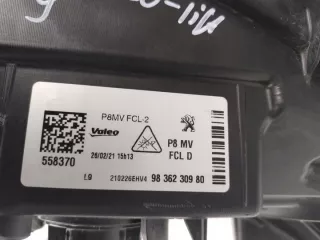 P8MV FCL-2
Valeo
P8 MV
FCL D
558370
26/02/21 15h13
L9 210226EHV4 98 362 309 80